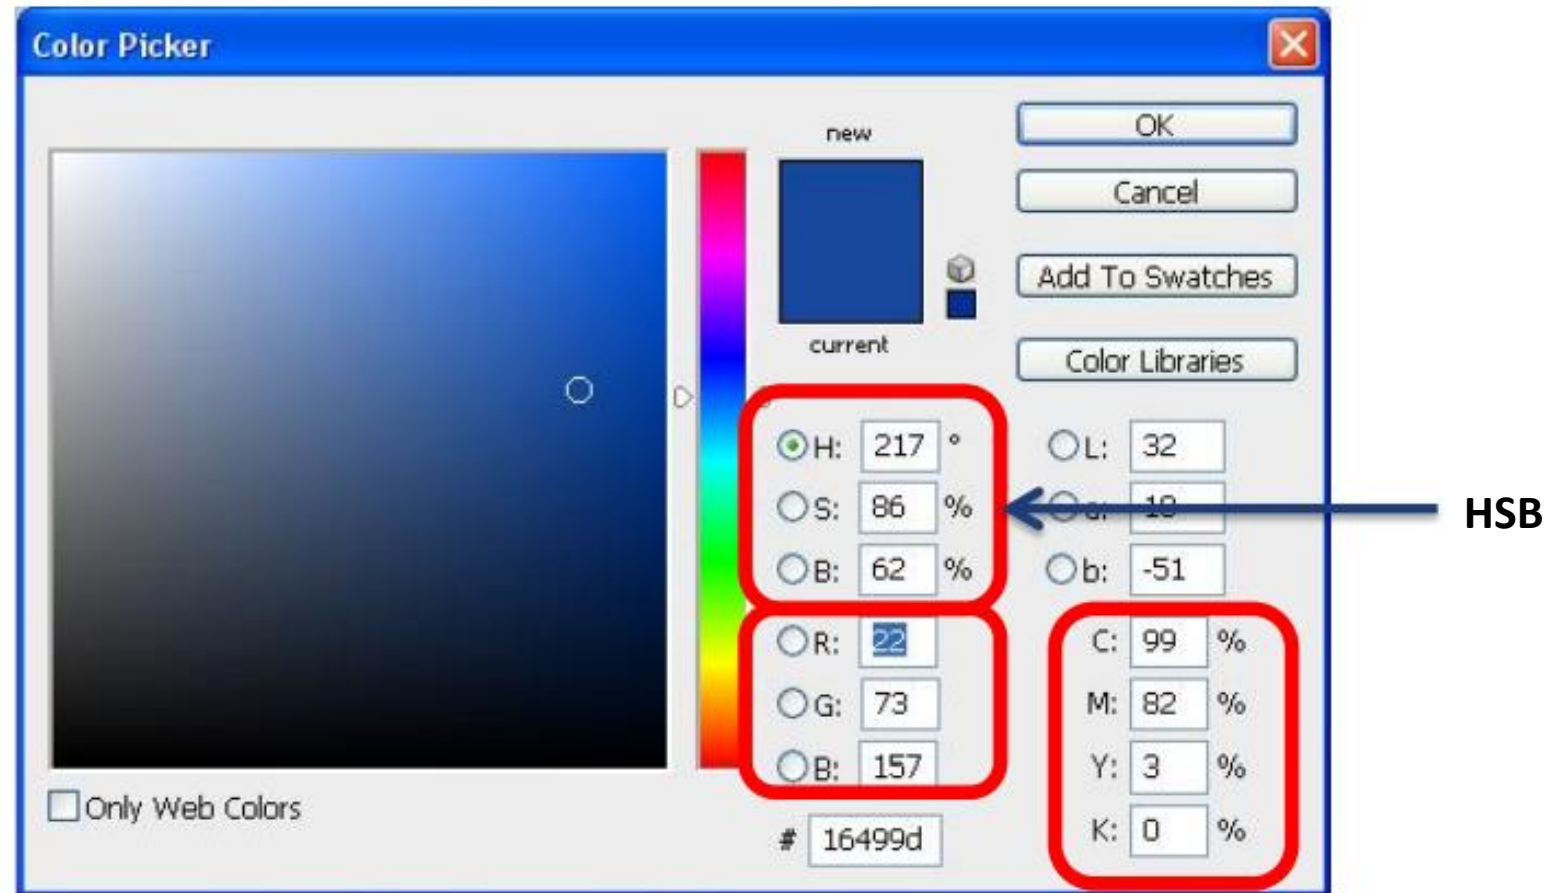 Color Picker
new
OK
Cancel
Add To Swatches
current
Color Libraries
H: 217 °
S: 86 %
B: 62 %
R: 22
G: 73
B: 157
# 16499d
L: 32
a: 18
b: -51
C: 99 %
M: 82 %
Y: 3 %
K: 0 %
Only Web Colors
HSB